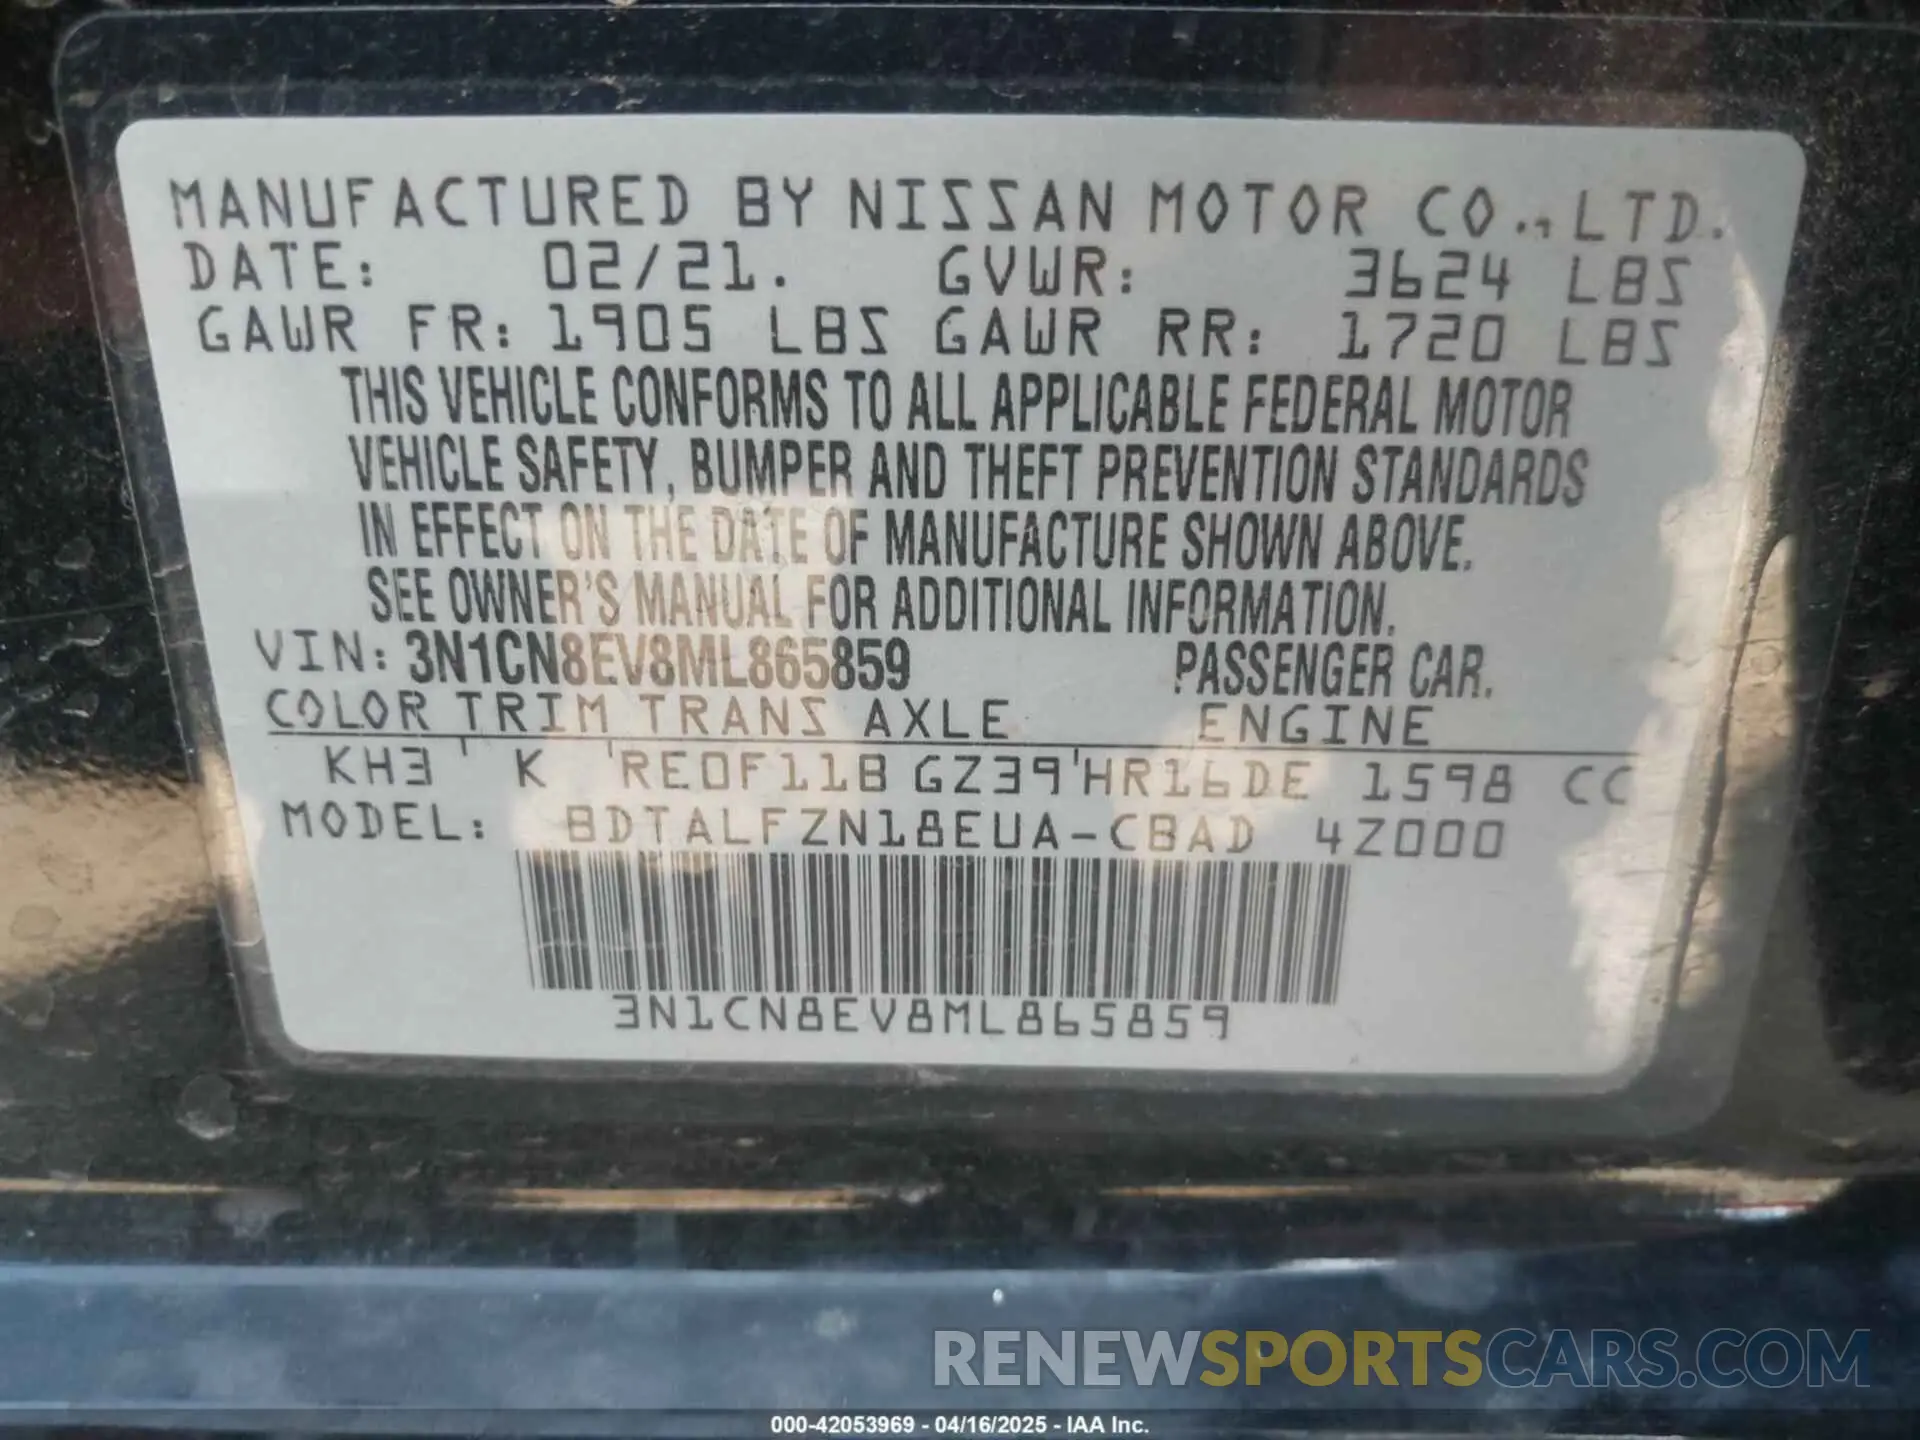 MANUFACTURED BY NISSAN MOTOR CO., LTD.
DATE: 02/21. GVWR: 3624 LBS
GAWR FR: 1905 LBS GAWR RR: 1720 LBS
THIS VEHICLE CONFORMS TO ALL APPLICABLE FEDERAL MOTOR
VEHICLE SAFETY, BUMPER AND THEFT PREVENTION STANDARDS
IN EFFECT ON THE DATE OF MANUFACTURE SHOWN ABOVE.
SEE OWNER'S MANUAL FOR ADDITIONAL INFORMATION.
VIN: 3N1CN8EV8ML865859 PASSENGER CAR.
COLOR TRIM TRANS AXLE ENGINE
KH3 ' K 'RE0F11B GZ39'HR16DE 1598 CC
MODEL: BDTALFZN18EUA-CBAD 4Z000
3N1CN8EV8ML865859
RENEWSPORTSCARS.COM
000-42053969 - 04/16/2025 - IAA Inc.